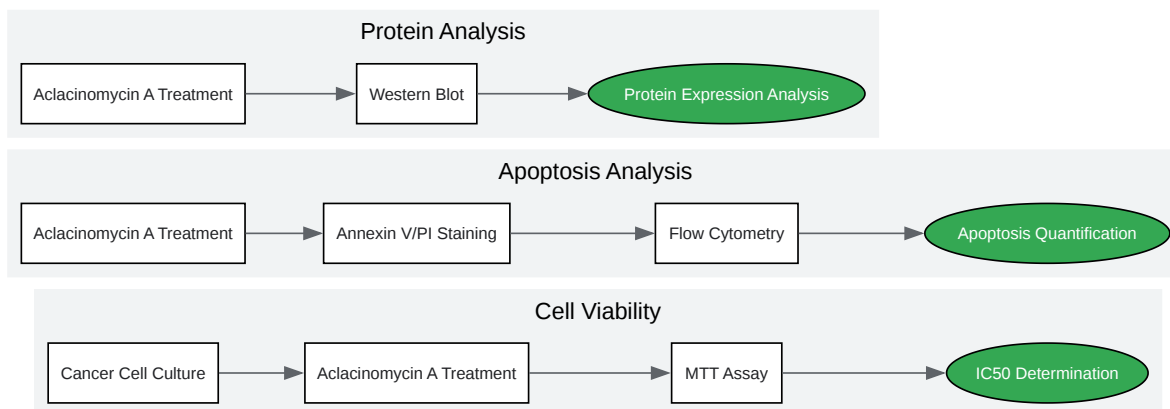 Protein Analysis
Aclacinomycin A Treatment
Western Blot
Protein Expression Analysis
Apoptosis Analysis
Aclacinomycin A Treatment
Annexin V/PI Staining
Flow Cytometry
Apoptosis Quantification
Cell Viability
Cancer Cell Culture
Aclacinomycin A Treatment
MTT Assay
IC50 Determination